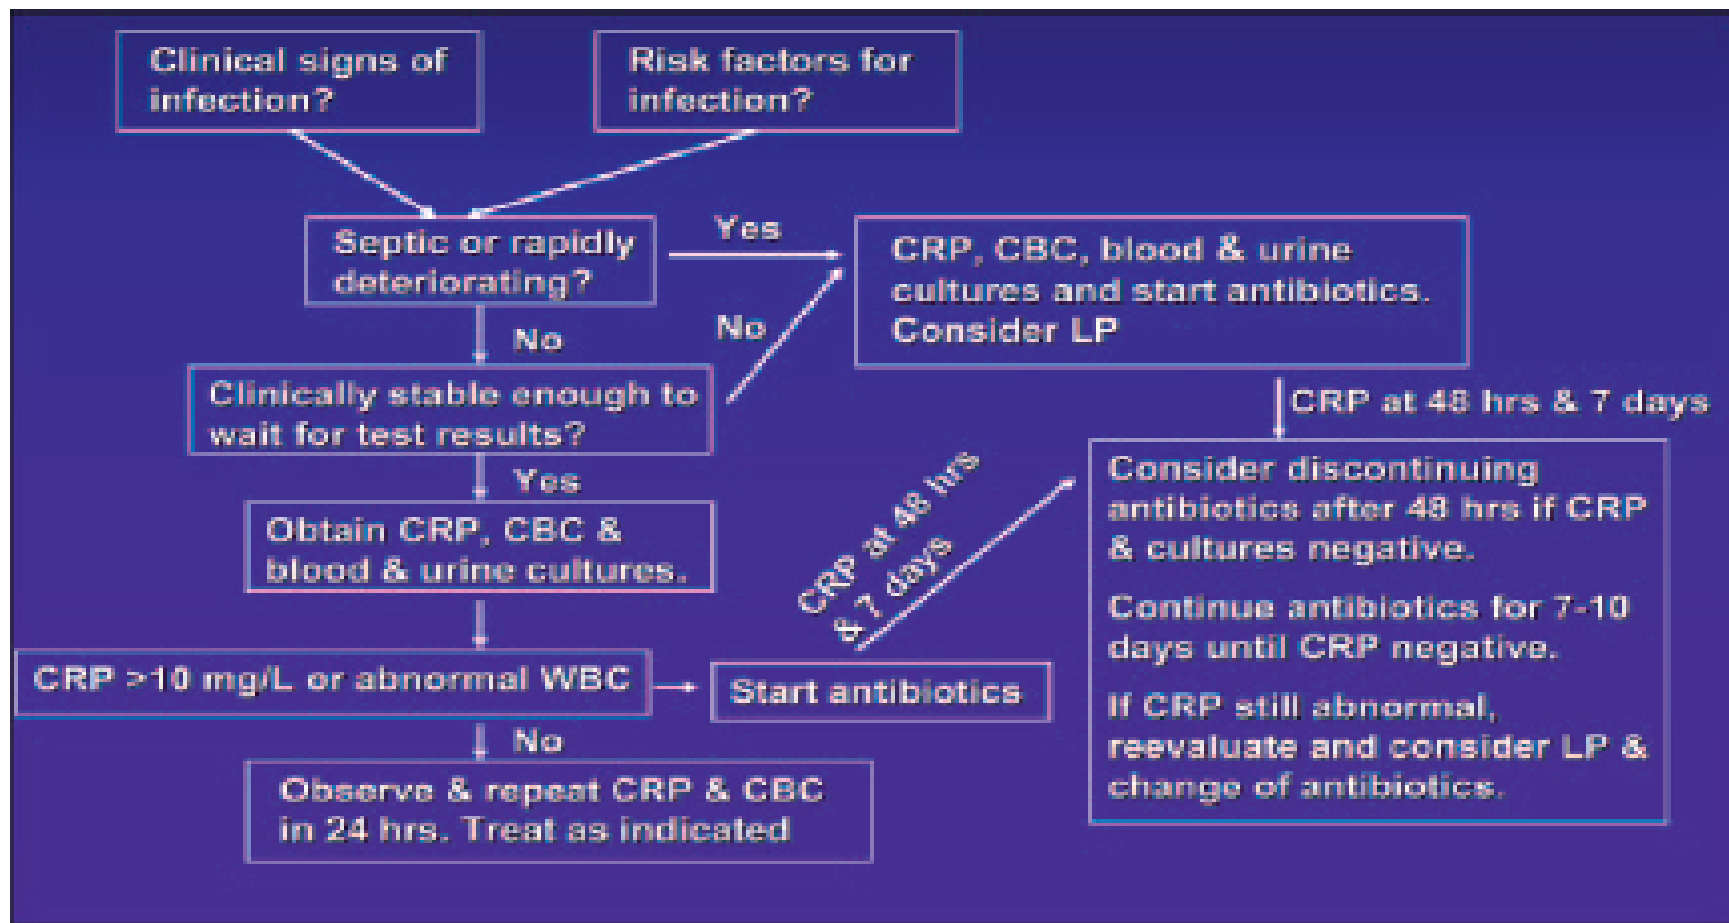 Clinical signs of
infection?
Risk factors for
infection?
Septic or rapidly
deteriorating?
Yes
CRP, CBC, blood & urine
cultures and start antibiotics.
Consider LP
No
No
Clinically stable enough to
wait for test results?
CRP at 48 hrs & 7 days
Yes
Obtain CRP, CBC &
blood & urine cultures.
CRP at 48 hrs
& 7 days
Consider discontinuing
antibiotics after 48 hrs if CRP
& cultures negative.
Continue antibiotics for 7-10
days until CRP negative.
If CRP still abnormal,
reevaluate and consider LP &
change of antibiotics.
CRP >10 mg/L or abnormal WBC
Start antibiotics
No
Observe & repeat CRP & CBC
in 24 hrs. Treat as indicated